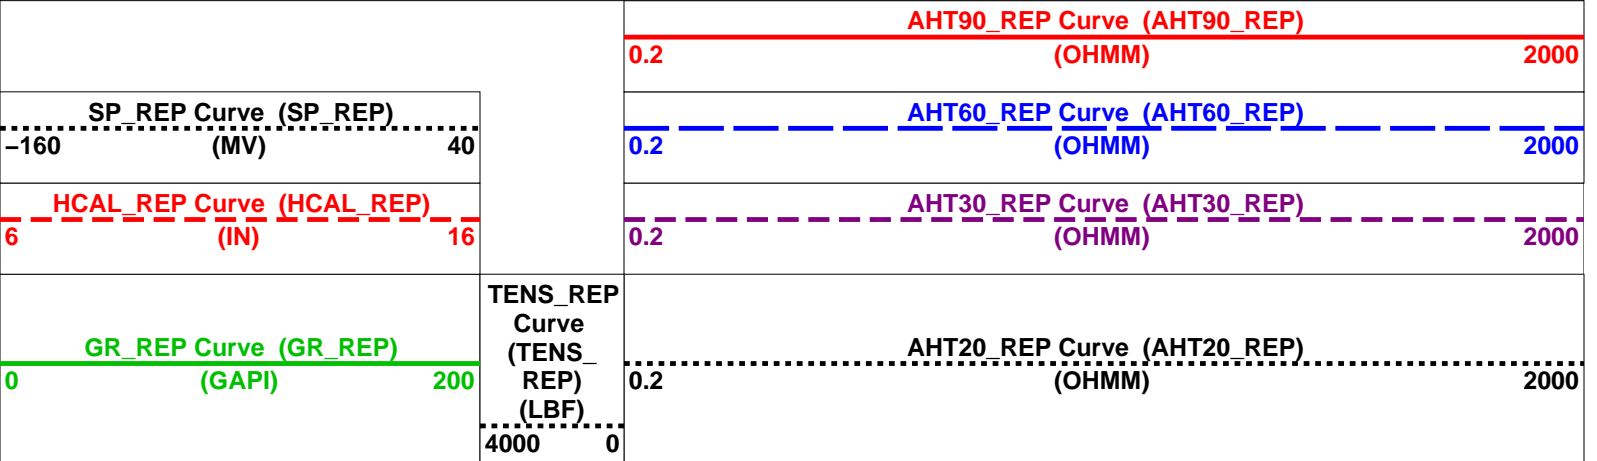 AHT90_REP Curve (AHT90_REP)
0.2 (OHMM) 2000
SP_REP Curve (SP_REP)
−160 (MV) 40
AHT60_REP Curve (AHT60_REP)
0.2 (OHMM) 2000
HCAL_REP Curve (HCAL_REP)
6 (IN) 16
AHT30_REP Curve (AHT30_REP)
0.2 (OHMM) 2000
GR_REP Curve (GR_REP)
0 (GAPI) 200
TENS_REP
Curve
(TENS_
REP)
(LBF)
4000 0
AHT20_REP Curve (AHT20_REP)
0.2 (OHMM) 2000